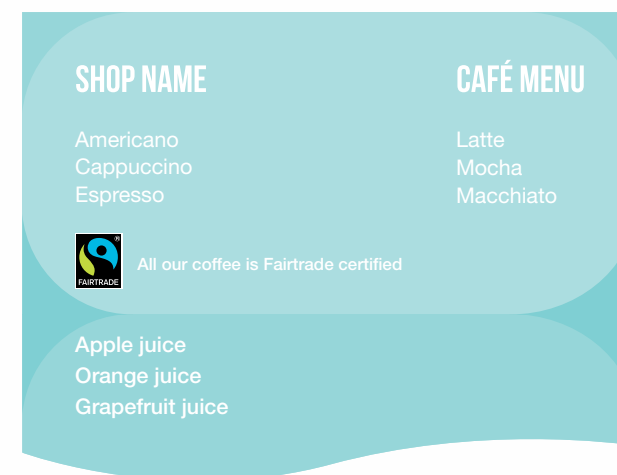 SHOP NAME
CAFÉ MENU
Americano
Cappuccino
Espresso
Latte
Mocha
Macchiato
®
FAIRTRADE
All our coffee is Fairtrade certified
Apple juice
Orange juice
Grapefruit juice